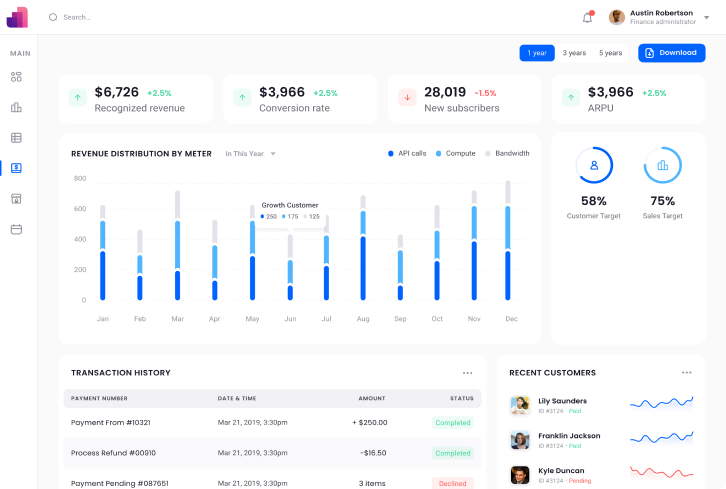 Search...
Austin Robertson
Finance administrator
MAIN
1 year
3 years
5 years
Download
$6,726 +2.5%
Recognized revenue
$3,966 +2.5%
Conversion rate
28,019 -1.5%
New subscribers
$3,966 +2.5%
ARPU
REVENUE DISTRIBUTION BY METER
In This Year
API calls
Compute
Bandwidth
800
600
400
200
0
Growth Customer
250 175 125
Jan Feb Mar Apr May Jun Jul Aug Sep Oct Nov Dec
58%
Customer Target
75%
Sales Target
TRANSACTION HISTORY
PAYMENT NUMBER DATE & TIME AMOUNT STATUS
Payment From #10321 Mar 21, 2019, 3:30pm + $250.00 Completed
Process Refund #00910 Mar 21, 2019, 3:30pm -$16.50 Completed
Payment Pending #087651 Mar 21, 2019, 3:30pm 3 items Declined
RECENT CUSTOMERS
Lily Saunders
ID #3124 · Paid
Franklin Jackson
ID #3124 · Paid
Kyle Duncan
ID #3124 · Pending